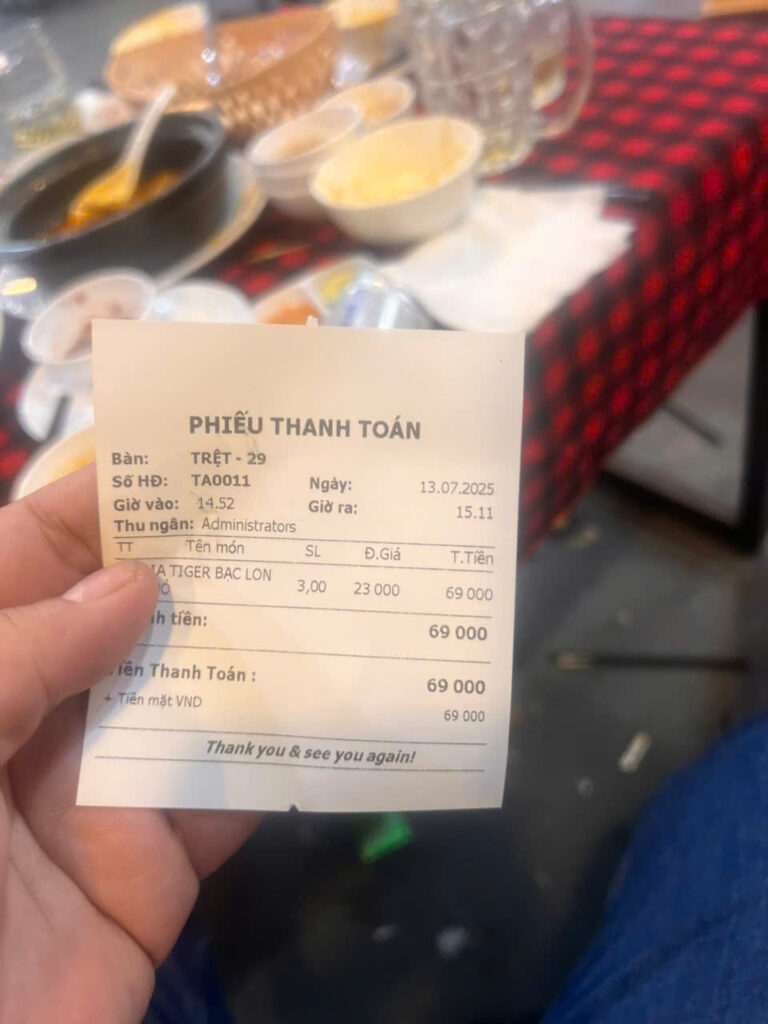 PHIẾU THANH TOÁN
Bàn: TRỆT - 29
Số HĐ: TA0011 Ngày: 13.07.2025
Giờ vào: 14.52 Giờ ra: 15.11
Thu ngân: Administrators
TT Tên món SL Đ.Giá T.Tiền
TIGER BẠC LON 3,00 23 000 69 000
tiền: 69 000
Thanh Toán : 69 000
+ Tiền mặt VND 69 000
Thank you & see you again!